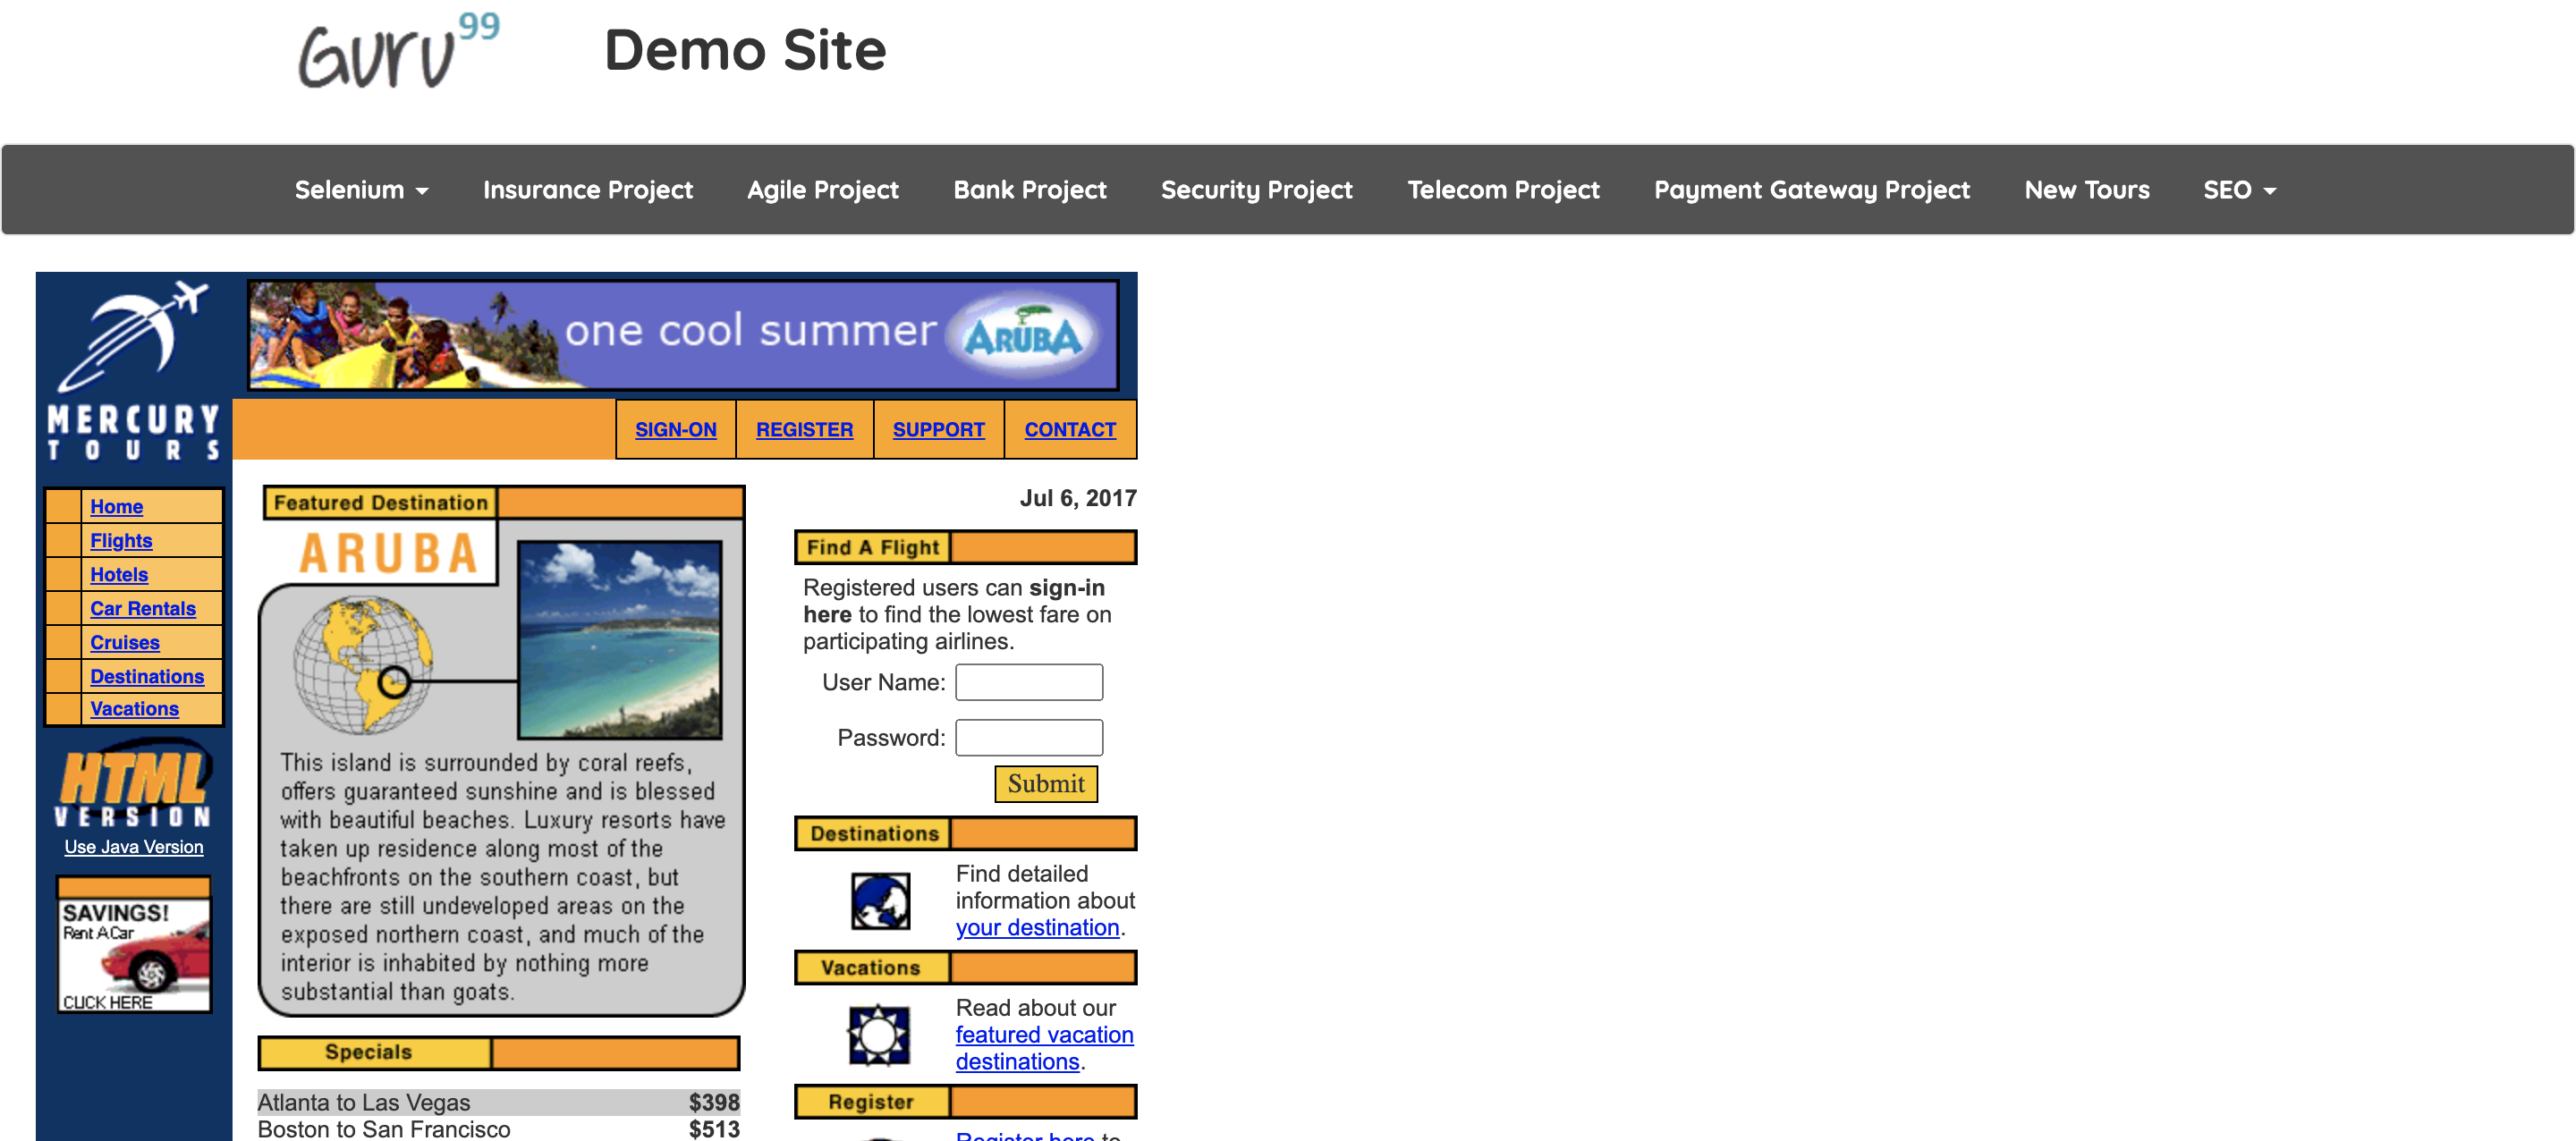 Guru99
Demo Site
Selenium
Insurance Project
Agile Project
Bank Project
Security Project
Telecom Project
Payment Gateway Project
New Tours
SEO
MERCURY
TOURS
one cool summer
ARUBA
SIGN-ON
REGISTER
SUPPORT
CONTACT
Home
Flights
Hotels
Car Rentals
Cruises
Destinations
Vacations
HTML
VERSION
Use Java Version
SAVINGS!
Rent A Car
CLICK HERE
Featured Destination
ARUBA
This island is surrounded by coral reefs,
offers guaranteed sunshine and is blessed
with beautiful beaches. Luxury resorts have
taken up residence along most of the
beachfronts on the southern coast, but
there are still undeveloped areas on the
exposed northern coast, and much of the
interior is inhabited by nothing more
substantial than goats.
Specials
Atlanta to Las Vegas $398
Boston to San Francisco $513
Jul 6, 2017
Find A Flight
Registered users can sign-in
here to find the lowest fare on
participating airlines.
User Name:
Password:
Submit
Destinations
Find detailed
information about
your destination.
Vacations
Read about our
featured vacation
destinations.
Register
Register here to